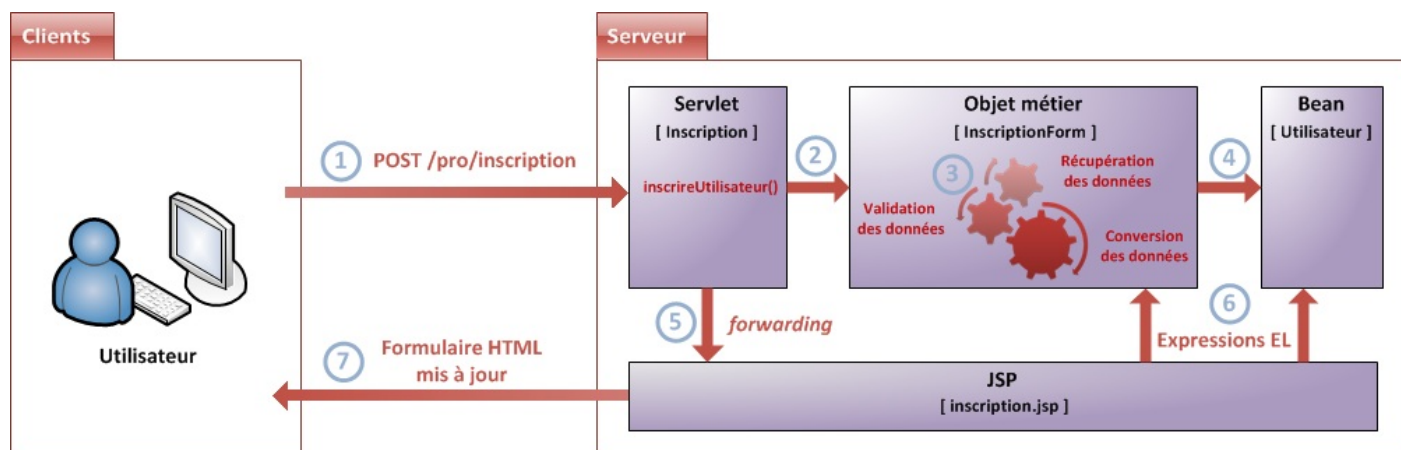 Clients
Serveur
Servlet
[ Inscription ]
inscrireUtilisateur()
Objet métier
[ InscriptionForm ]
Récupération
des données
Validation
des données
Conversion
des données
Bean
[ Utilisateur ]
1
POST /pro/inscription
2
3
4
5
forwarding
6
Expressions EL
7
Formulaire HTML
mis à jour
Utilisateur
JSP
[ inscription.jsp ]